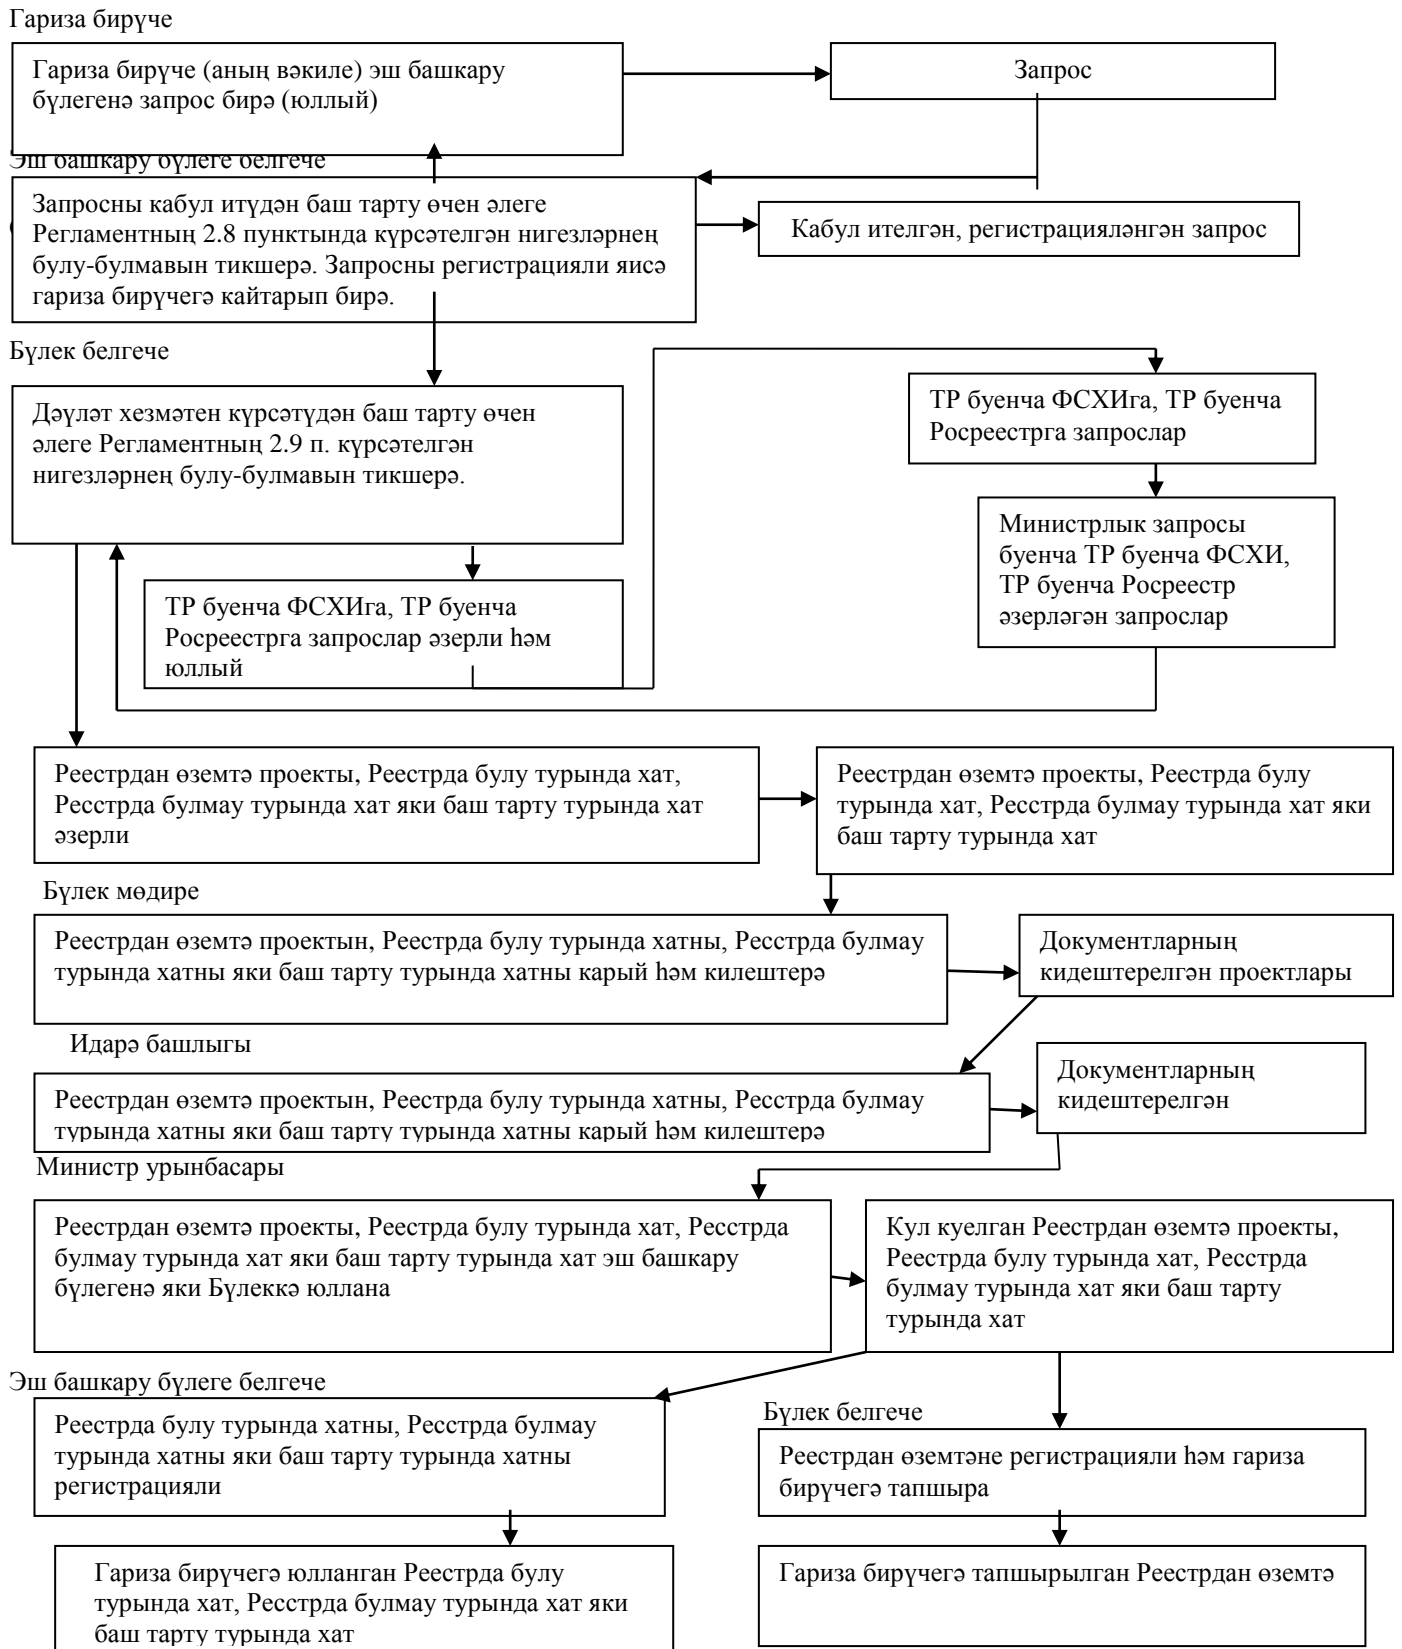 Гариза бирүче
Гариза бирүче (аның вәкиле) эш башкару
бүлегенә запрос бирә (юллый)
Запрос
Эш башкару бүлеге белгече
Запросны кабул итүдән баш тарту өчен әлеге
Регламентның 2.8 пунктында күрсәтелгән нигезләрнең
булу-булмавын тикшерә. Запросны регистрацияли яисә
гариза бирүчегә кайтарып бирә.
Кабул ителгән, регистрацияләнгән запрос
Бүлек белгече
Дәүләт хезмәтен күрсәтүдән баш тарту өчен
әлеге Регламентның 2.9 п. күрсәтелгән
нигезләрнең булу-булмавын тикшерә.
ТР буенча ФСХИга, ТР буенча
Росреестрга запрослар
Министрлык запросы
буенча ТР буенча ФСХИ,
ТР буенча Росреестр
әзерләгән запрослар
ТР буенча ФСХИга, ТР буенча
Росреестрга запрослар әзерли һәм
юллый
Реестрдан өземтә проекты, Реестрда булу турында хат,
Ресстрда булмау турында хат яки баш тарту турында хат
әзерли
Реестрдан өземтә проекты, Реестрда булу
турында хат, Ресстрда булмау турында хат яки
баш тарту турында хат
Бүлек мөдире
Реестрдан өземтә проектын, Реестрда булу турында хатны, Ресстрда булмау
турында хатны яки баш тарту турында хатны карый һәм килештерә
Документларның
кидештерелгән проектлары
Идарә башлыгы
Реестрдан өземтә проектын, Реестрда булу турында хатны, Ресстрда булмау
турында хатны яки баш тарту турында хатны карый һәм килештерә
Документларның
кидештерелгән
Министр урынбасары
Реестрдан өземтә проекты, Реестрда булу турында хат, Ресстрда
булмау турында хат яки баш тарту турында хат эш башкару
бүлегенә яки Бүлеккә юллана
Кул куелган Реестрдан өземтә проекты,
Реестрда булу турында хат, Ресстрда
булмау турында хат яки баш тарту
турында хат
Эш башкару бүлеге белгече
Реестрда булу турында хатны, Ресстрда булмау
турында хатны яки баш тарту турында хатны
регистрацияли
Бүлек белгече
Реестрдан өземтәне регистрацияли һәм гариза
бирүчегә тапшыра
Гариза бирүчегә юлланган Реестрда булу
турында хат, Ресстрда булмау турында хат яки
баш тарту турында хат
Гариза бирүчегә тапшырылган Реестрдан өземтә